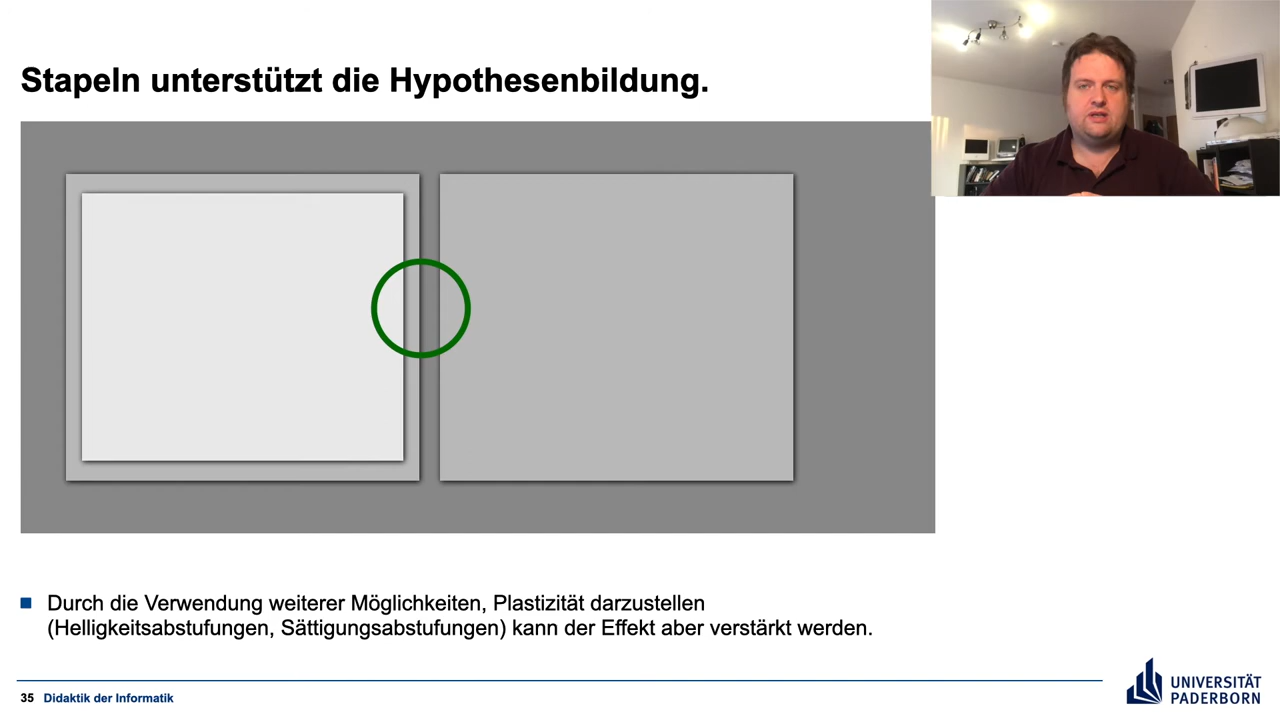 Stapeln unterstützt die Hypothesenbildung.
Durch die Verwendung weiterer Möglichkeiten, Plastizität darzustellen
(Helligkeitsabstufungen, Sättigungsabstufungen) kann der Effekt aber verstärkt werden.
35 Didaktik der Informatik
UNIVERSITÄT
PADERBORN